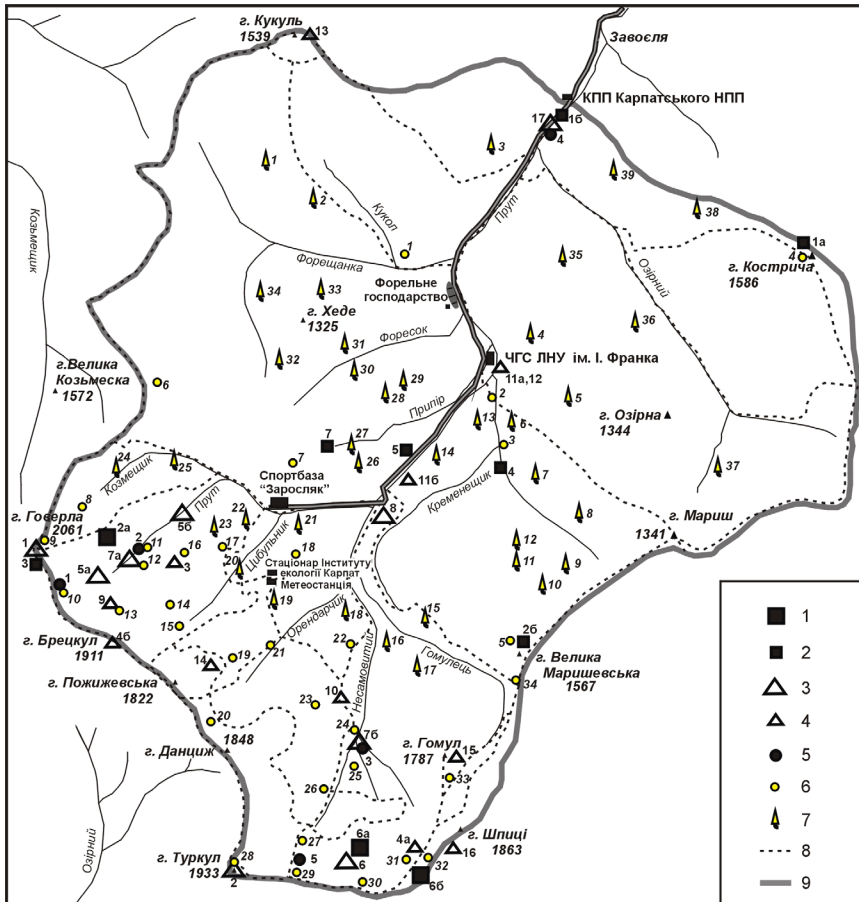 г. Кукуль
1539
13
Завоєля
КПП Карпатського НПП
17
1б
4
3
39
1
38
2
Козмещик
Кукол
Прут
1
1а
4
г. Кострича
1586
35
Озірний
Форещанка
34
33
Форельне
господарство
г. Хеде
1325
36
31
Форесок
4
32
ЧГС ЛНУ ім. І. Франка
г.Велика
Козьмеска
1572
6
30
29
28
11а,12
5
2
Припір
г. Озірна
1344
13
6
7
27
5
14
3
24
25
7
26
4
7
37
Козмещик
Спортбаза
"Заросляк"
11б
Кременещик
8
Прут
5б
8
г. Мариш
1341
г. Говерла
2061
2а
22
23
21
1
9
2
11
16
17
Цибульник
18
12
3
7а
12
3
20
Стаціонар Інституту
екології Карпат
Метеостанція
11
9
5а
1
10
10
9
13
14
19
15
18
Орендарчик
15
г. Брецкул
1911
4б
16
22
21
Несамовитий
Гомулець
17
5
2б
г. Велика
Маришевська
1567
14
19
34
г. Пожижевська
1822
10
23
20
24
7б
3
г. Гомул
1787
15
г. Данциж
1848
25
33
26
Озірний
27
6а
4а
г. Шпиці
1863
г. Туркул
1933
28
5
6
31
32
16
2
29
30
6б
1
2
3
4
5
6
7
8
9